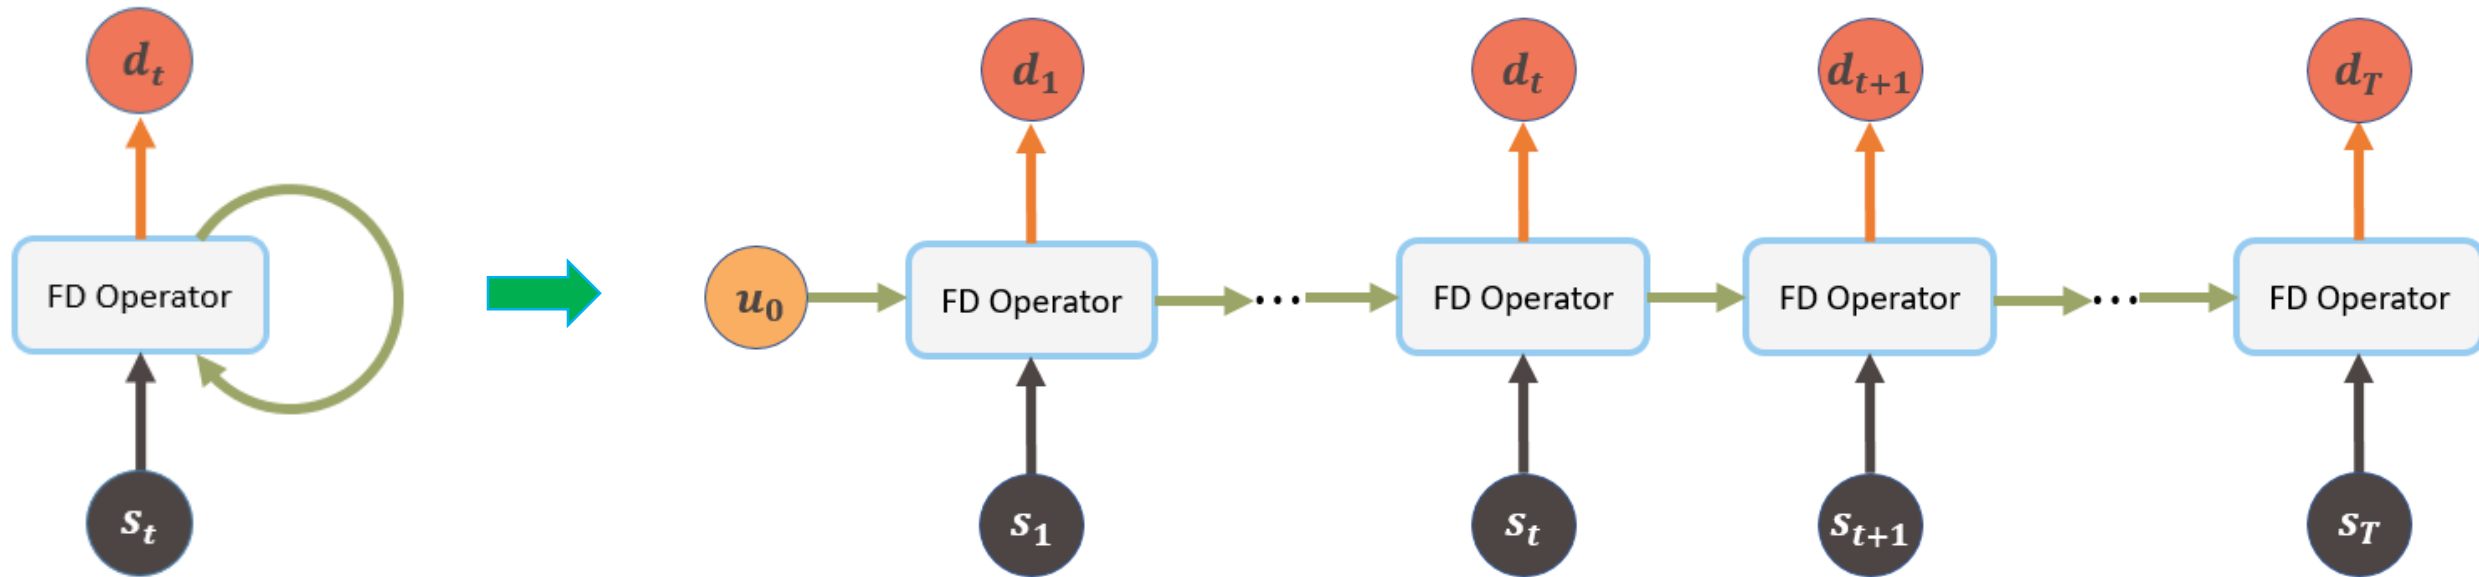 d_t
d_1
d_t
d_{t+1}
d_T
FD Operator
u_0
FD Operator
...
FD Operator
FD Operator
...
FD Operator
s_t
s_1
s_t
s_{t+1}
s_T